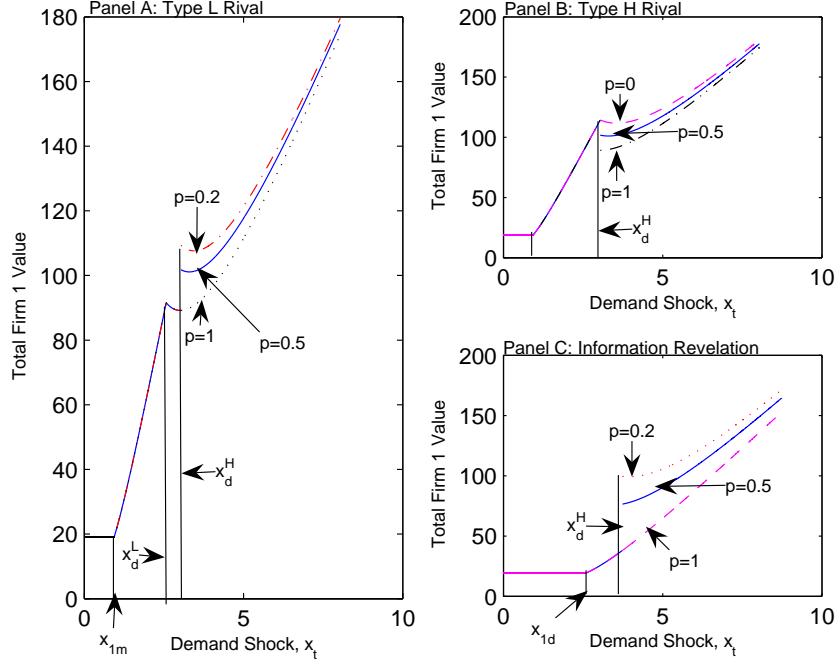 Panel A: Type L Rival
180
160
140
120
100
80
60
40
20
0
0
5
10
Total Firm 1 Value
Demand Shock, x_t
p=0.2
p=1
p=0.5
x_d^H
x_d^L
x_1m
Panel B: Type H Rival
200
150
100
50
0
0
5
10
Total Firm 1 Value
Demand Shock, x_t
p=0
p=0.5
p=1
x_d^H
Panel C: Information Revelation
200
150
100
50
0
0
5
10
Total Firm 1 Value
Demand Shock, x_t
p=0.2
p=0.5
x_d^H
p=1
x_1d